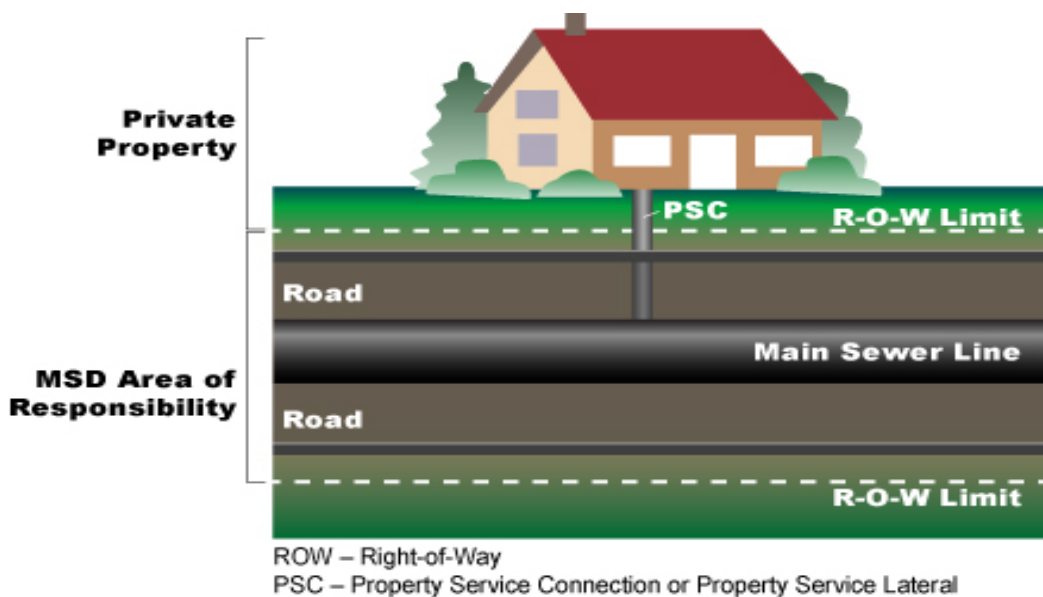 Private
Property
PSC
R-O-W Limit
Road
Main Sewer Line
MSD Area of
Responsibility
Road
R-O-W Limit
ROW – Right-of-Way
PSC – Property Service Connection or Property Service Lateral